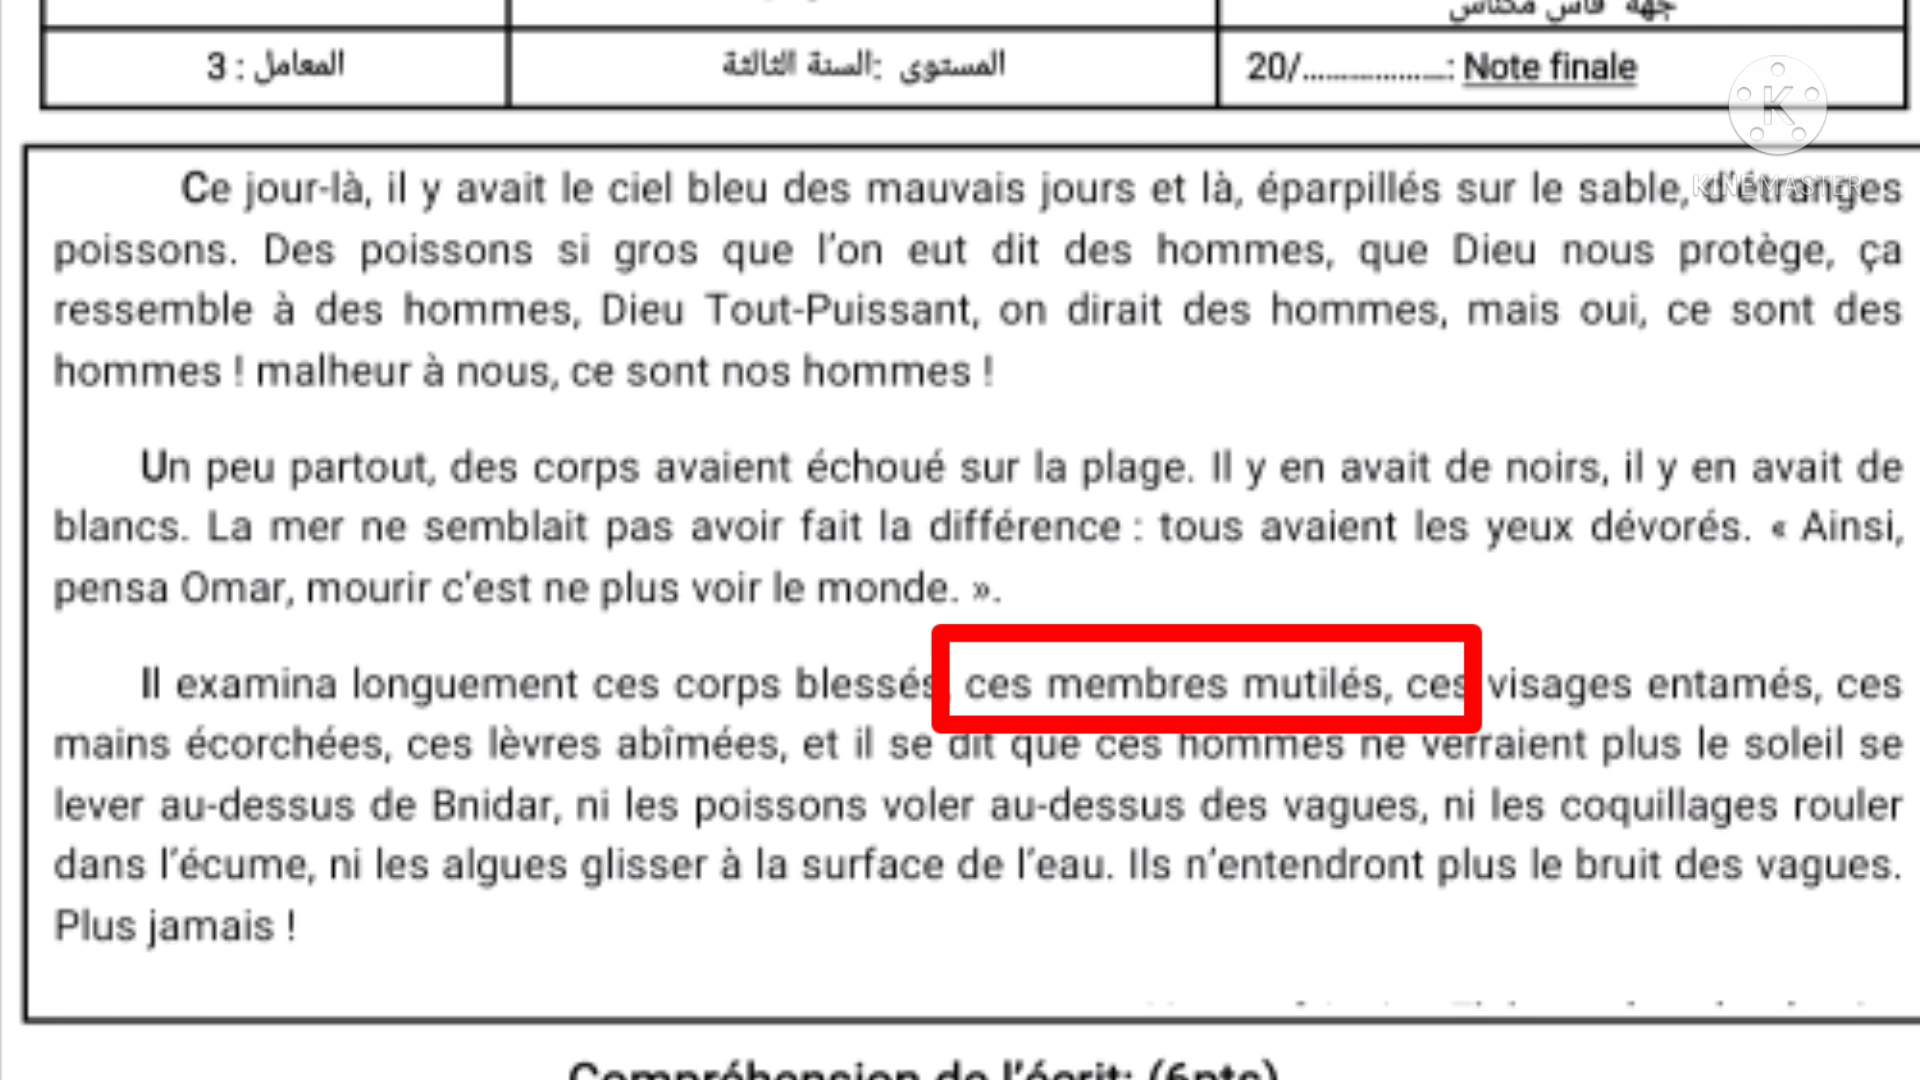 جهة فاس مكناس
المعامل : 3
المستوى :السنة الثالثة
20/..................: Note finale
KINEMASTER
Ce jour-là, il y avait le ciel bleu des mauvais jours et là, éparpillés sur le sable, d'étranges
poissons. Des poissons si gros que l'on eut dit des hommes, que Dieu nous protège, ça
ressemble à des hommes, Dieu Tout-Puissant, on dirait des hommes, mais oui, ce sont des
hommes ! malheur à nous, ce sont nos hommes !
Un peu partout, des corps avaient échoué sur la plage. Il y en avait de noirs, il y en avait de
blancs. La mer ne semblait pas avoir fait la différence : tous avaient les yeux dévorés. « Ainsi,
pensa Omar, mourir c'est ne plus voir le monde. ».
Il examina longuement ces corps blessés, ces membres mutilés, ces visages entamés, ces
mains écorchées, ces lèvres abîmées, et il se dit que ces hommes ne verraient plus le soleil se
lever au-dessus de Bnidar, ni les poissons voler au-dessus des vagues, ni les coquillages rouler
dans l'écume, ni les algues glisser à la surface de l'eau. Ils n'entendront plus le bruit des vagues.
Plus jamais !
Compréhension de l'écrit: (6pts)